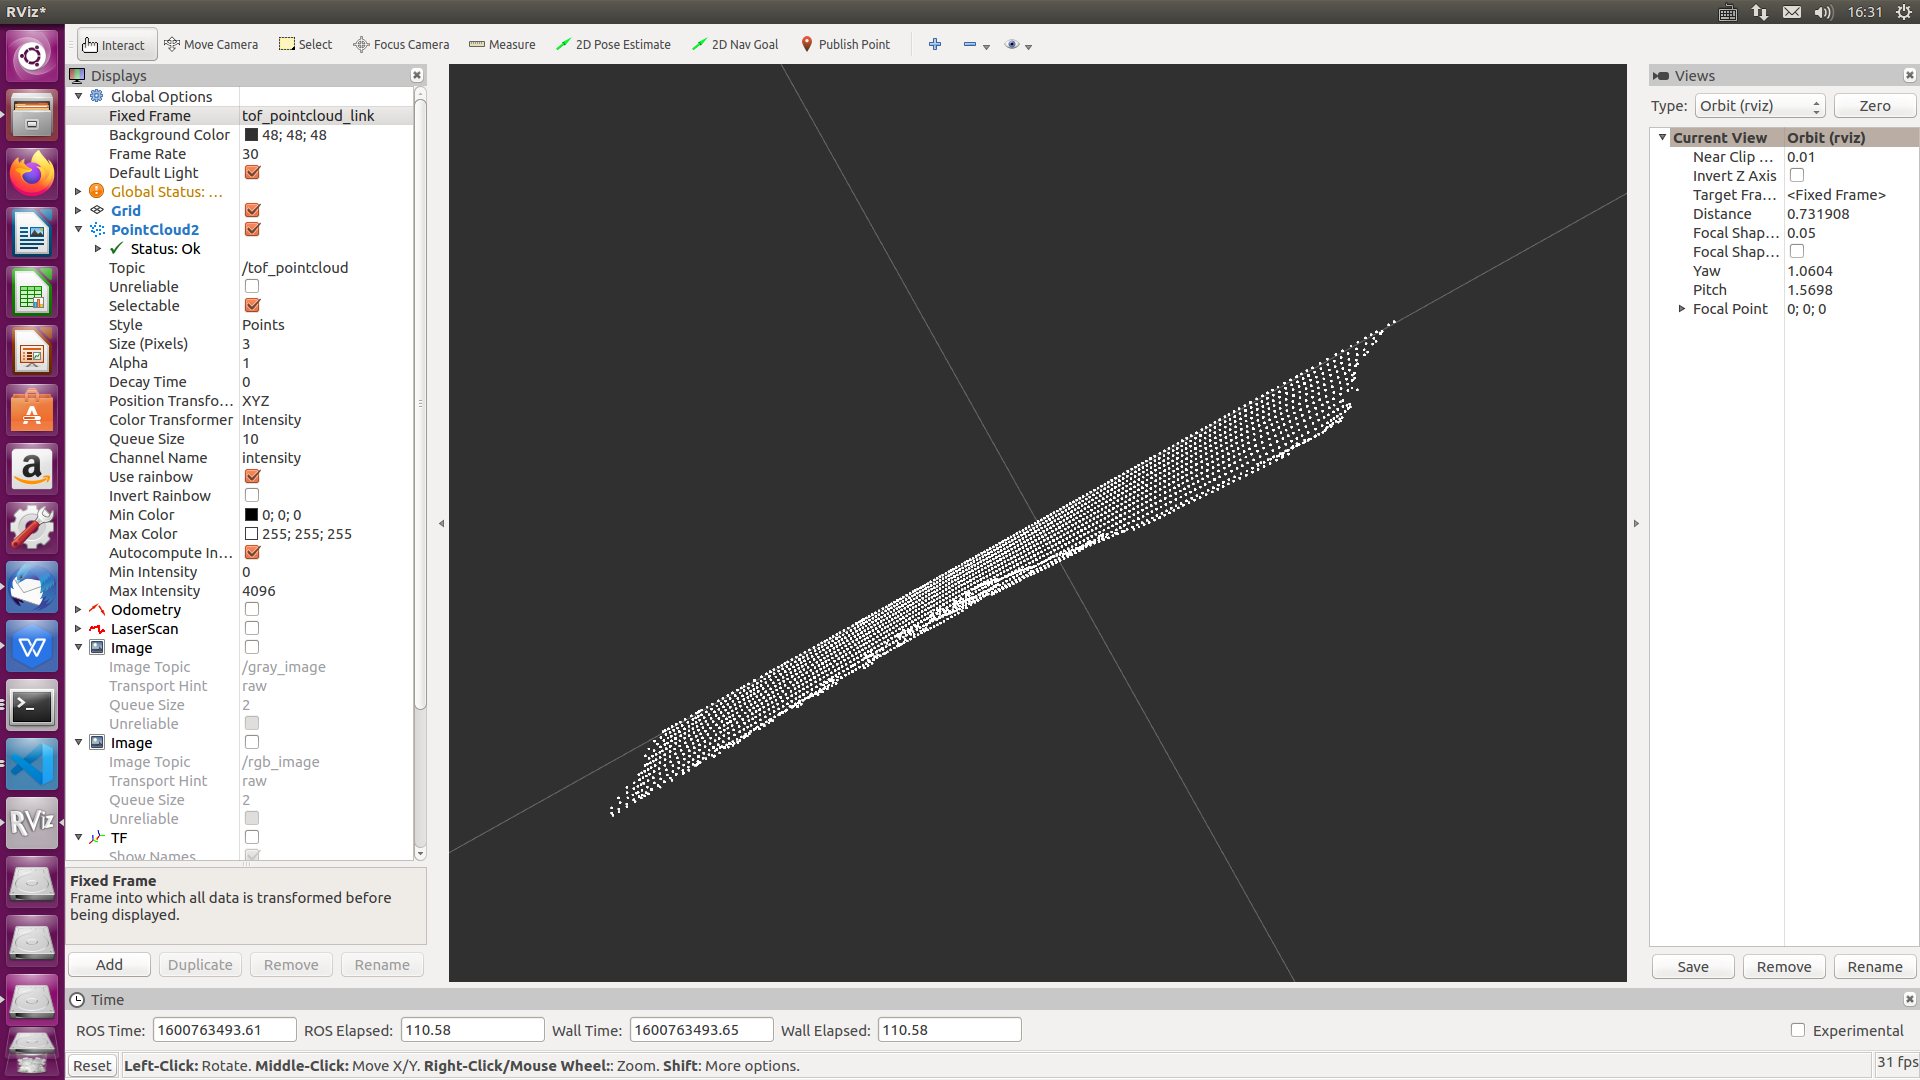 RViz*
16:31
Interact Move Camera Select Focus Camera Measure 2D Pose Estimate 2D Nav Goal Publish Point
Displays
Global Options
Fixed Frame tof_pointcloud_link
Background Color 48; 48; 48
Frame Rate 30
Default Light
Global Status: ...
Grid
PointCloud2
Status: Ok
Topic /tof_pointcloud
Unreliable
Selectable
Style Points
Size (Pixels) 3
Alpha 1
Decay Time 0
Position Transfo... XYZ
Color Transformer Intensity
Queue Size 10
Channel Name intensity
Use rainbow
Invert Rainbow
Min Color 0; 0; 0
Max Color 255; 255; 255
Autocompute In...
Min Intensity 0
Max Intensity 4096
Odometry
LaserScan
Image
Image Topic /gray_image
Transport Hint raw
Queue Size 2
Unreliable
Image
Image Topic /rgb_image
Transport Hint raw
Queue Size 2
Unreliable
TF
Show Names
Fixed Frame
Frame into which all data is transformed before
being displayed.
Add Duplicate Remove Rename
Views
Type: Orbit (rviz) Zero
Current View Orbit (rviz)
Near Clip ... 0.01
Invert Z Axis
Target Fra... <Fixed Frame>
Distance 0.731908
Focal Shap... 0.05
Focal Shap...
Yaw 1.0604
Pitch 1.5698
Focal Point 0; 0; 0
Save Remove Rename
Time
ROS Time: 1600763493.61 ROS Elapsed: 110.58 Wall Time: 1600763493.65 Wall Elapsed: 110.58 Experimental
Reset Left-Click: Rotate. Middle-Click: Move X/Y. Right-Click/Mouse Wheel:: Zoom. Shift: More options. 31 fps
RViz